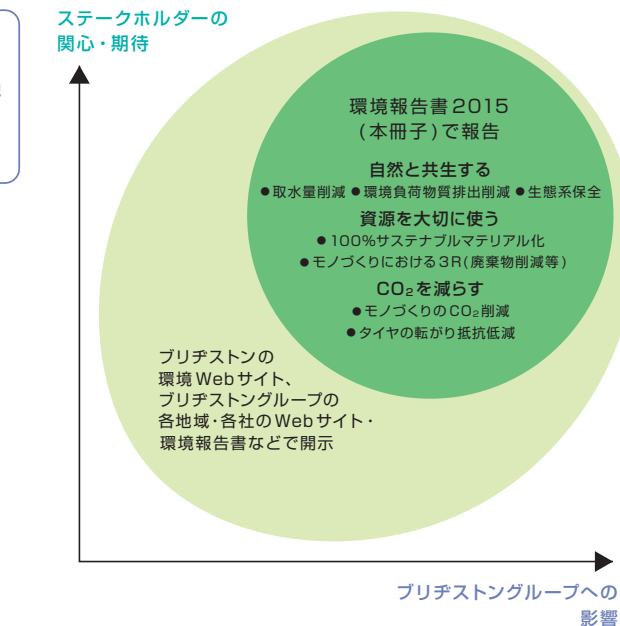 ステークホルダーの
関心・期待
環境報告書2015
(本冊子)で報告
自然と共生する
●取水量削減 ●環境負荷物質排出削減 ●生態系保全
資源を大切に使う
●100%サステナブルマテリアル化
●モノづくりにおける3R(廃棄物削減等)
CO₂を減らす
●モノづくりのCO₂削減
●タイヤの転がり抵抗低減
ブリヂストンの
環境Webサイト、
ブリヂストングループの
各地域・各社のWebサイト・
環境報告書などで開示
ブリヂストングループへの
影響